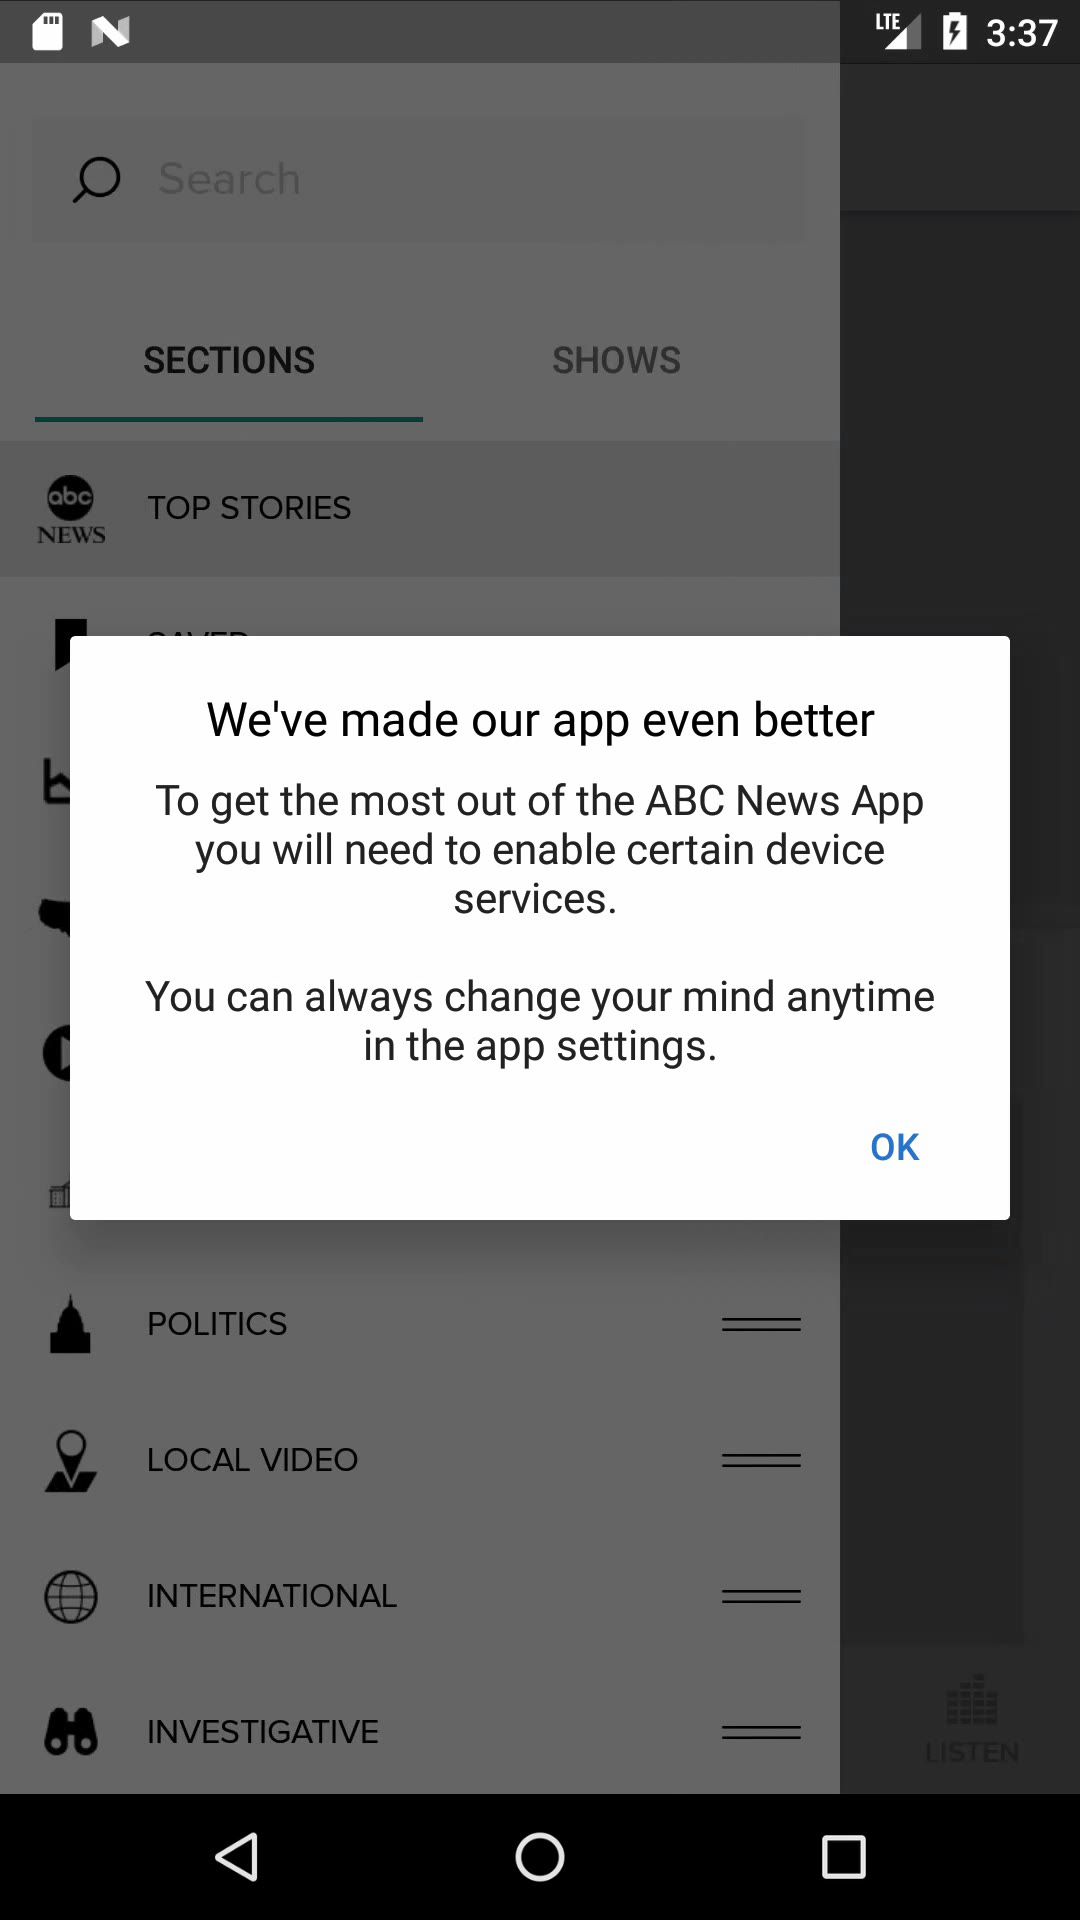 LTE 3:37
Search
SECTIONS SHOWS
abc
NEWS
TOP STORIES
SAVED
We've made our app even better
To get the most out of the ABC News App
you will need to enable certain device
services.
You can always change your mind anytime
in the app settings.
OK
POLITICS
LOCAL VIDEO
INTERNATIONAL
INVESTIGATIVE
LISTEN